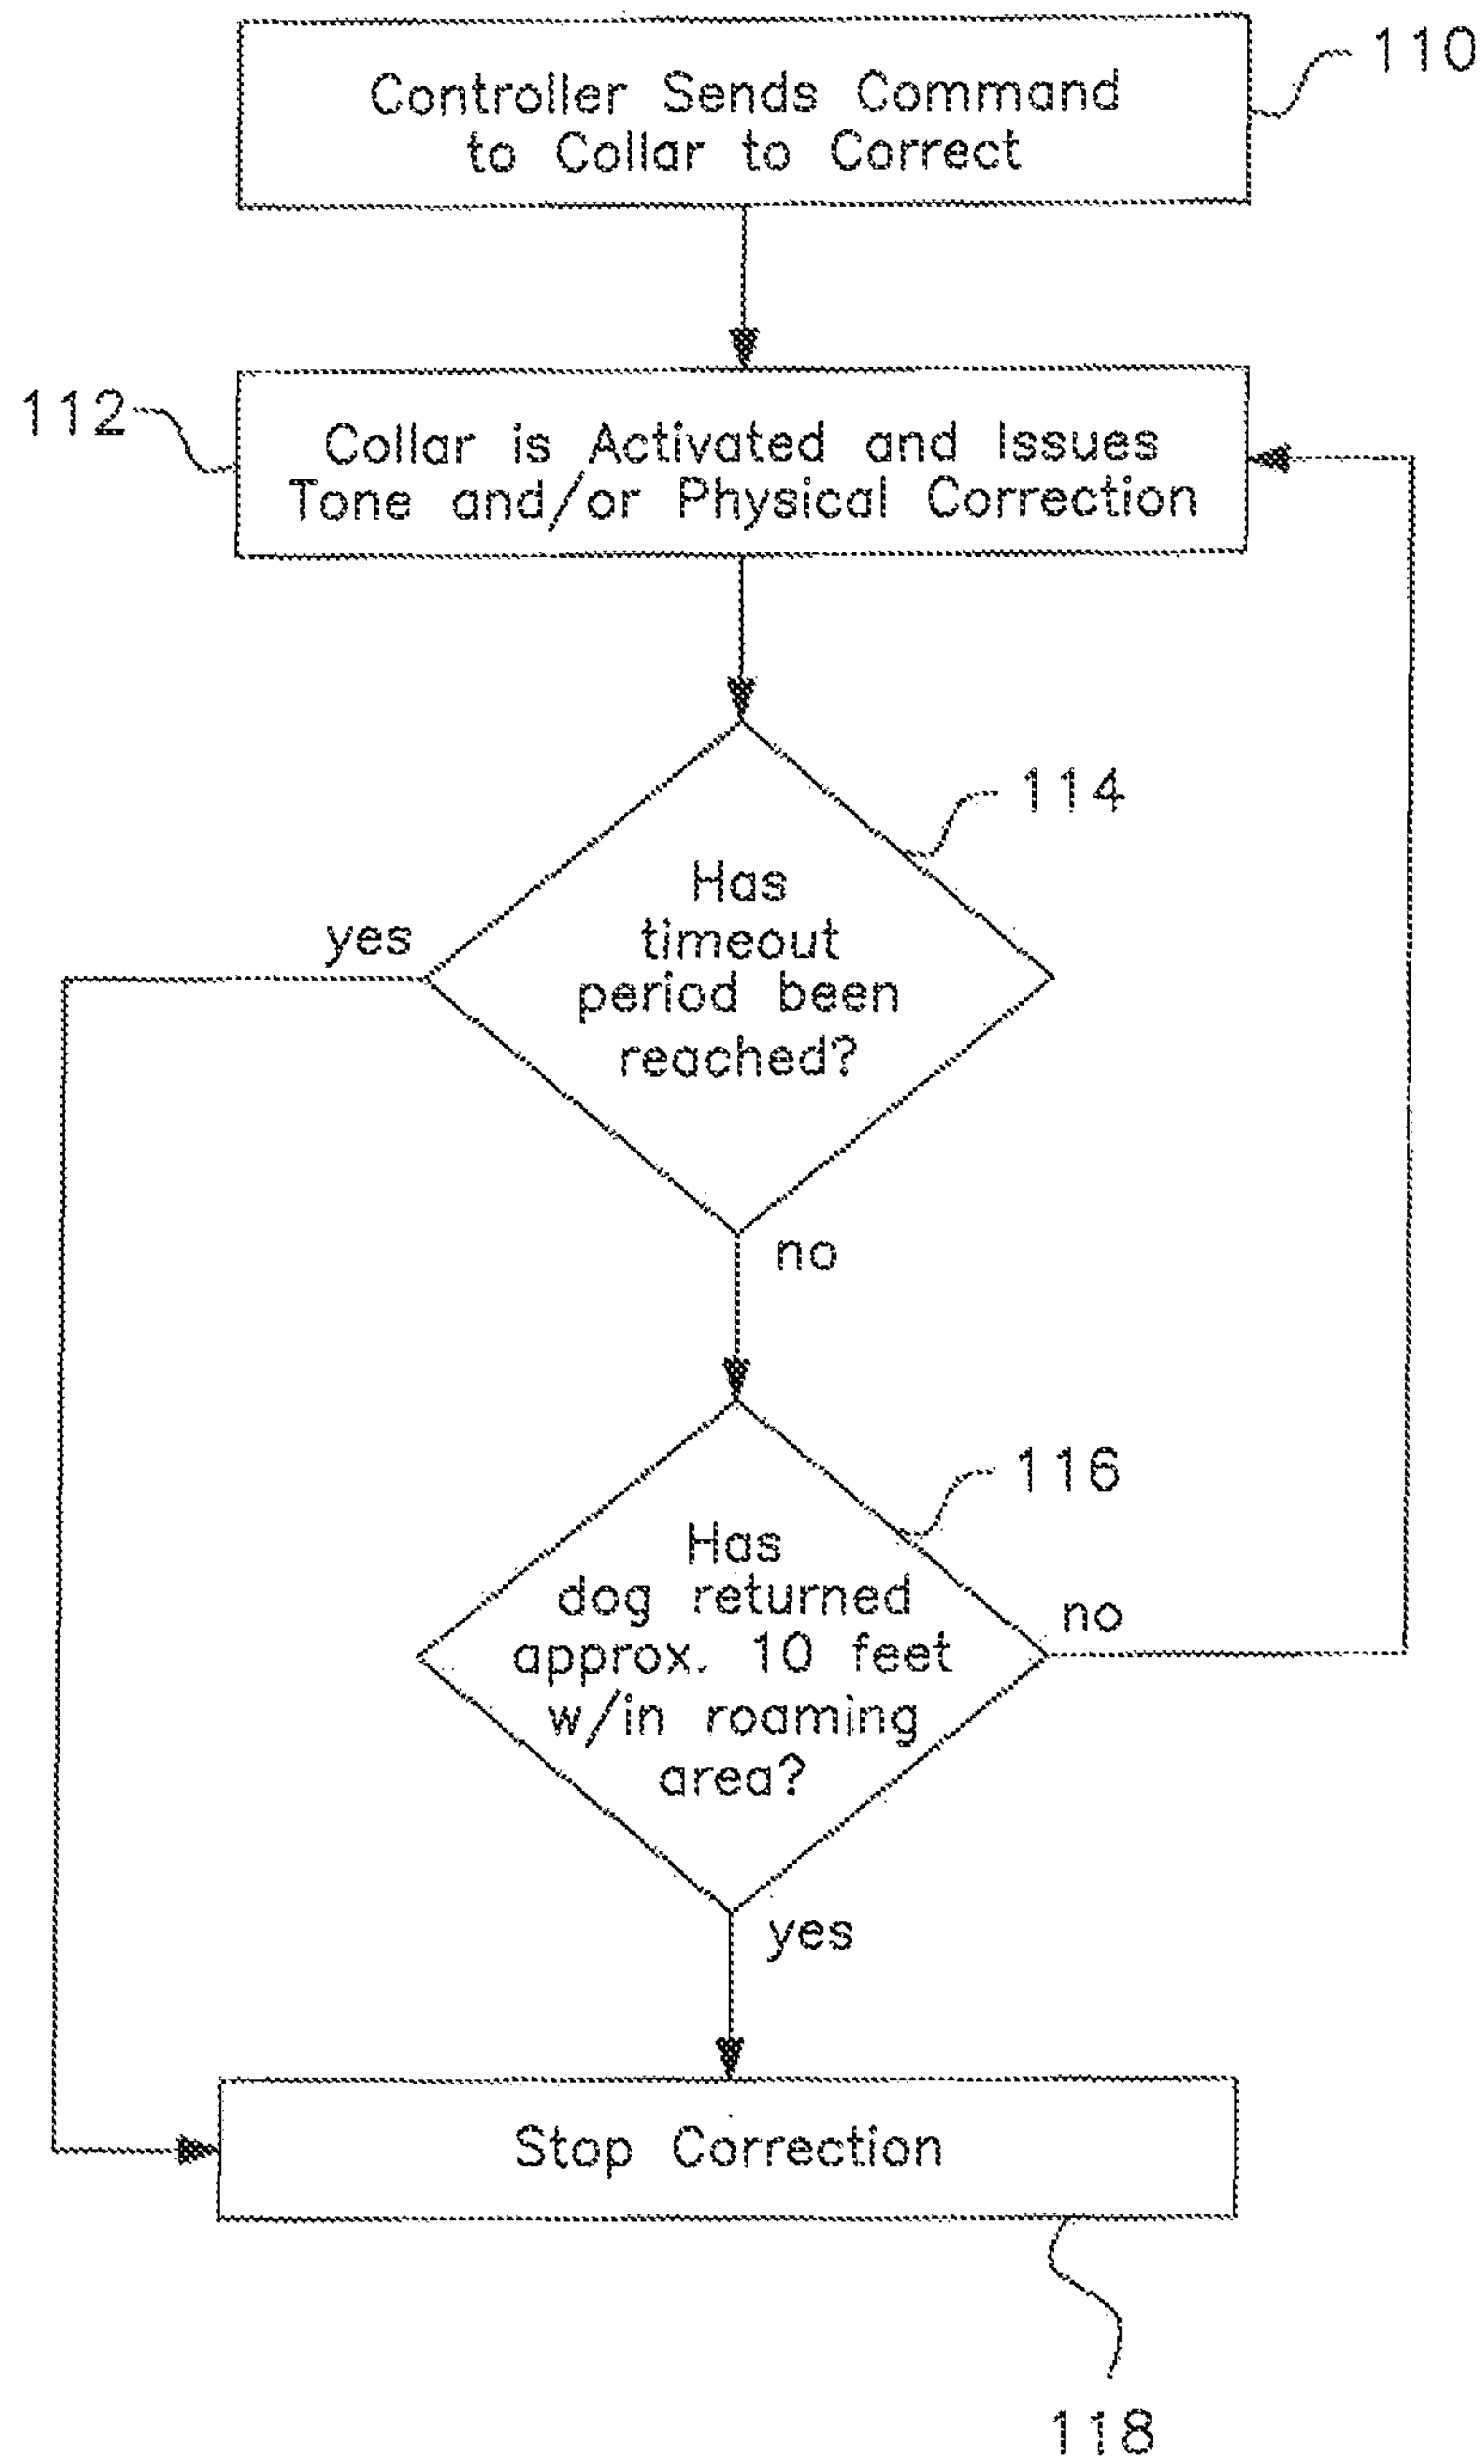 110
Controller Sends Command
to Collar to Correct
112
Collar is Activated and Issues
Tone and/or Physical Correction
114
Has
timeout
period been
reached?
yes
no
116
Has
dog returned
approx. 10 feet
w/in roaming
area?
no
yes
Stop Correction
118